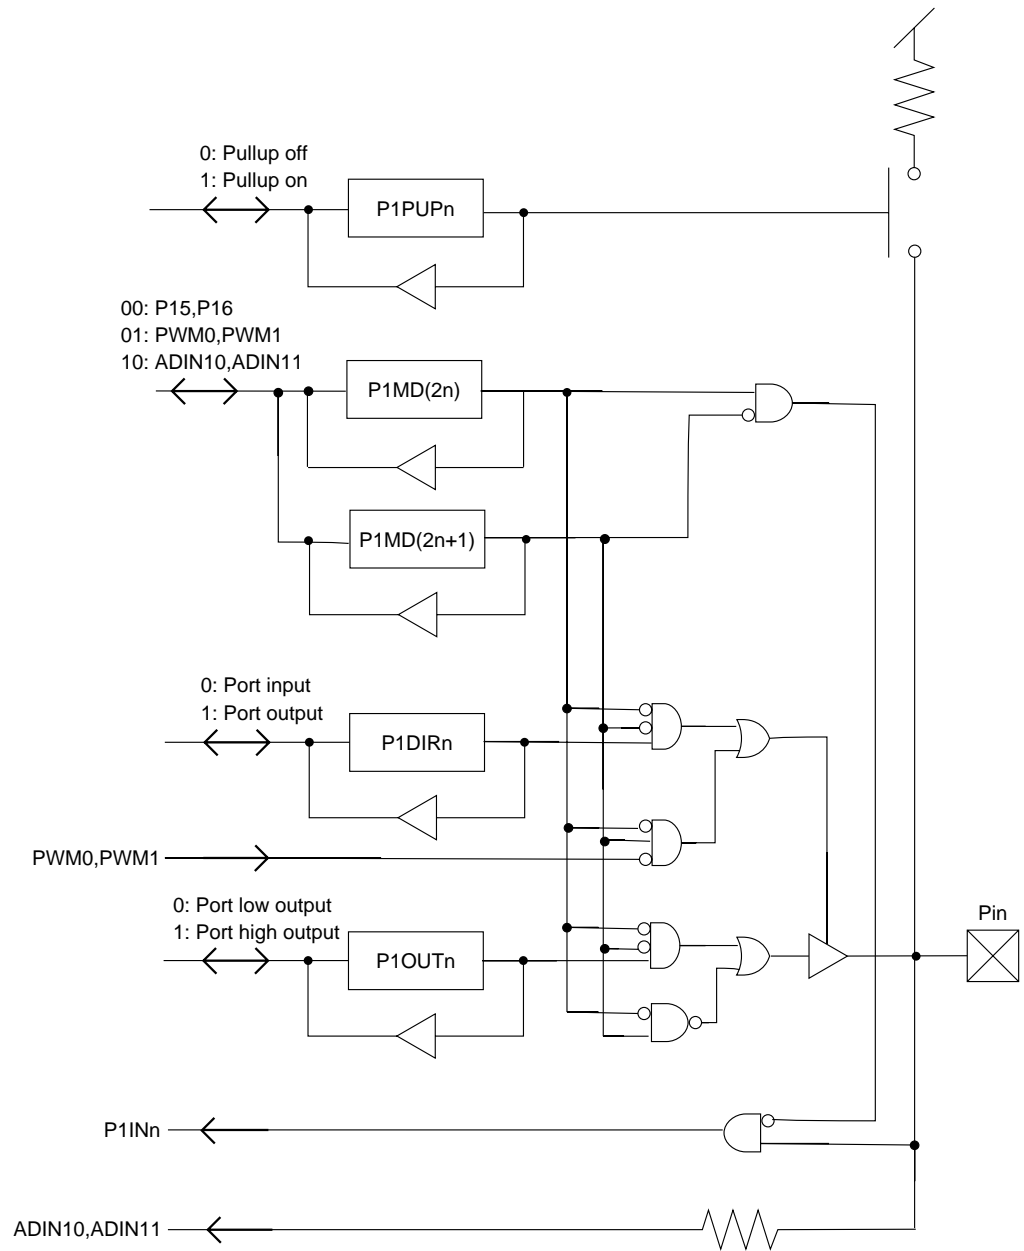 0: Pullup off
1: Pullup on
P1PUPn
00: P15,P16
01: PWM0,PWM1
10: ADIN10,ADIN11
P1MD(2n)
P1MD(2n+1)
0: Port input
1: Port output
P1DIRn
PWM0,PWM1
0: Port low output
1: Port high output
P1OUTn
Pin
P1INn
ADIN10,ADIN11